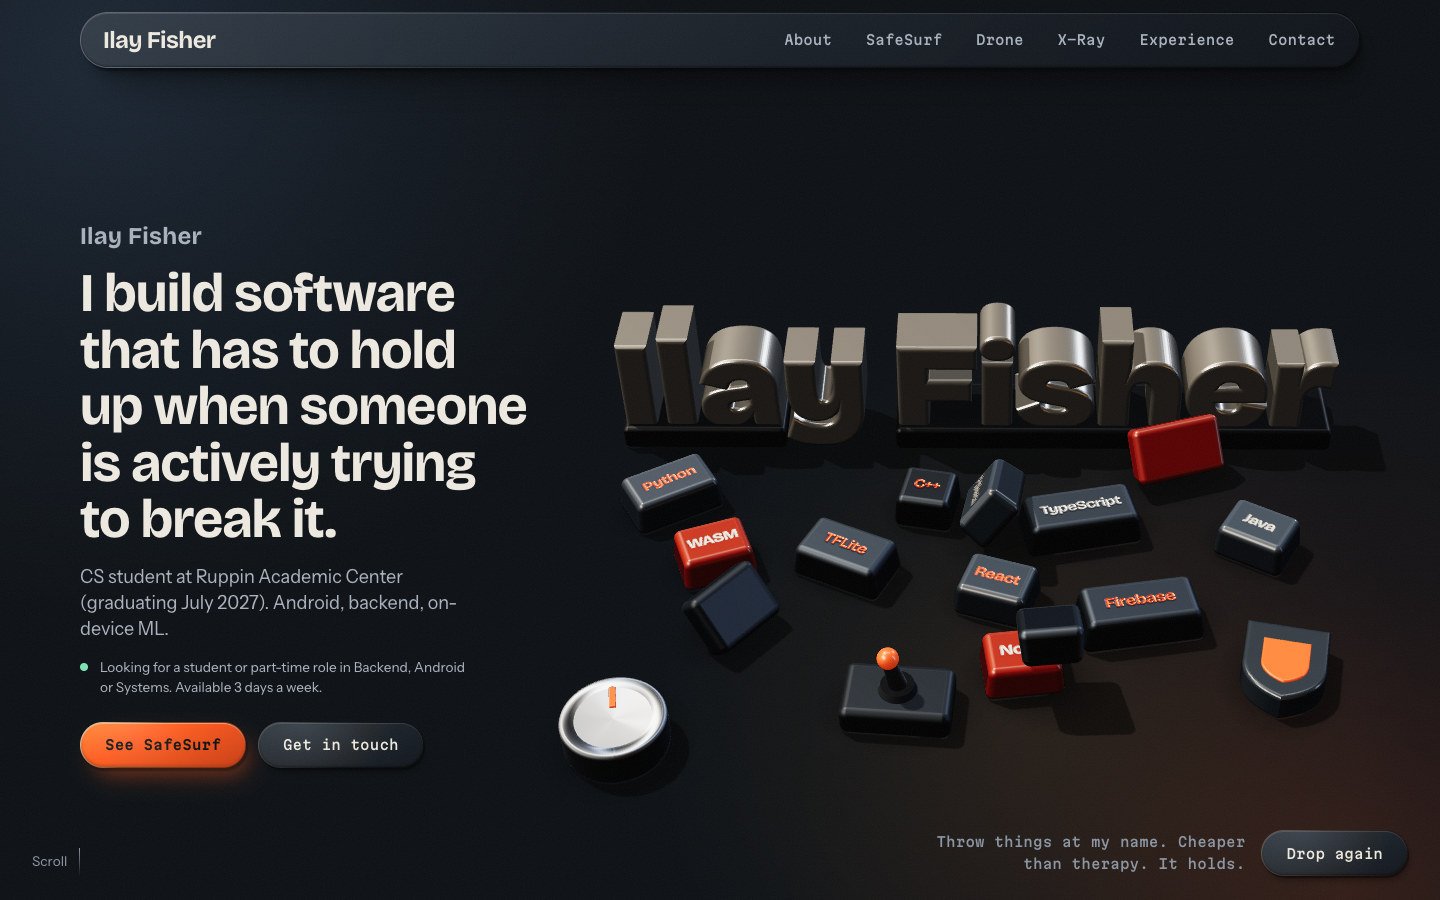 Ilay Fisher
About
SafeSurf
Drone
X-Ray
Experience
Contact
Ilay Fisher
I build software
that has to hold
up when someone
is actively trying
to break it.
CS student at Ruppin Academic Center
(graduating July 2027). Android, backend, on-
device ML.
Looking for a student or part-time role in Backend, Android
or Systems. Available 3 days a week.
See SafeSurf
Get in touch
Ilay Fisher
Python
C++
TypeScript
Java
WASM
TFLite
React
Firebase
Scroll
Throw things at my name. Cheaper
than therapy. It holds.
Drop again